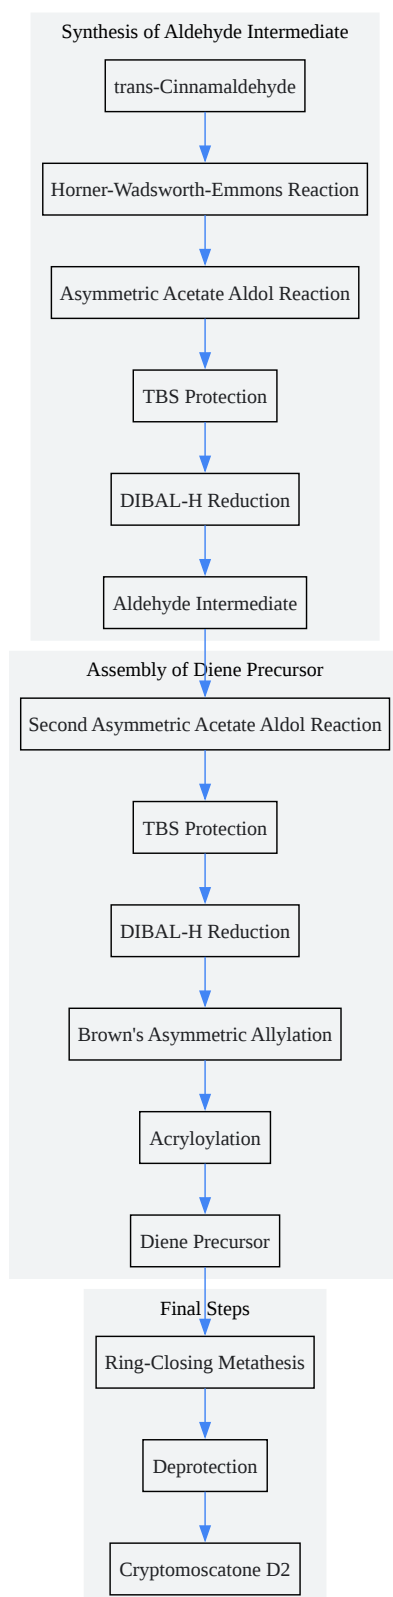 Synthesis of Aldehyde Intermediate
trans-Cinnamaldehyde
Horner-Wadsworth-Emmons Reaction
Asymmetric Acetate Aldol Reaction
TBS Protection
DIBAL-H Reduction
Aldehyde Intermediate
Assembly of Diene Precursor
Second Asymmetric Acetate Aldol Reaction
TBS Protection
DIBAL-H Reduction
Brown's Asymmetric Allylation
Acryloylation
Diene Precursor
Final Steps
Ring-Closing Metathesis
Deprotection
Cryptomoscatone D2